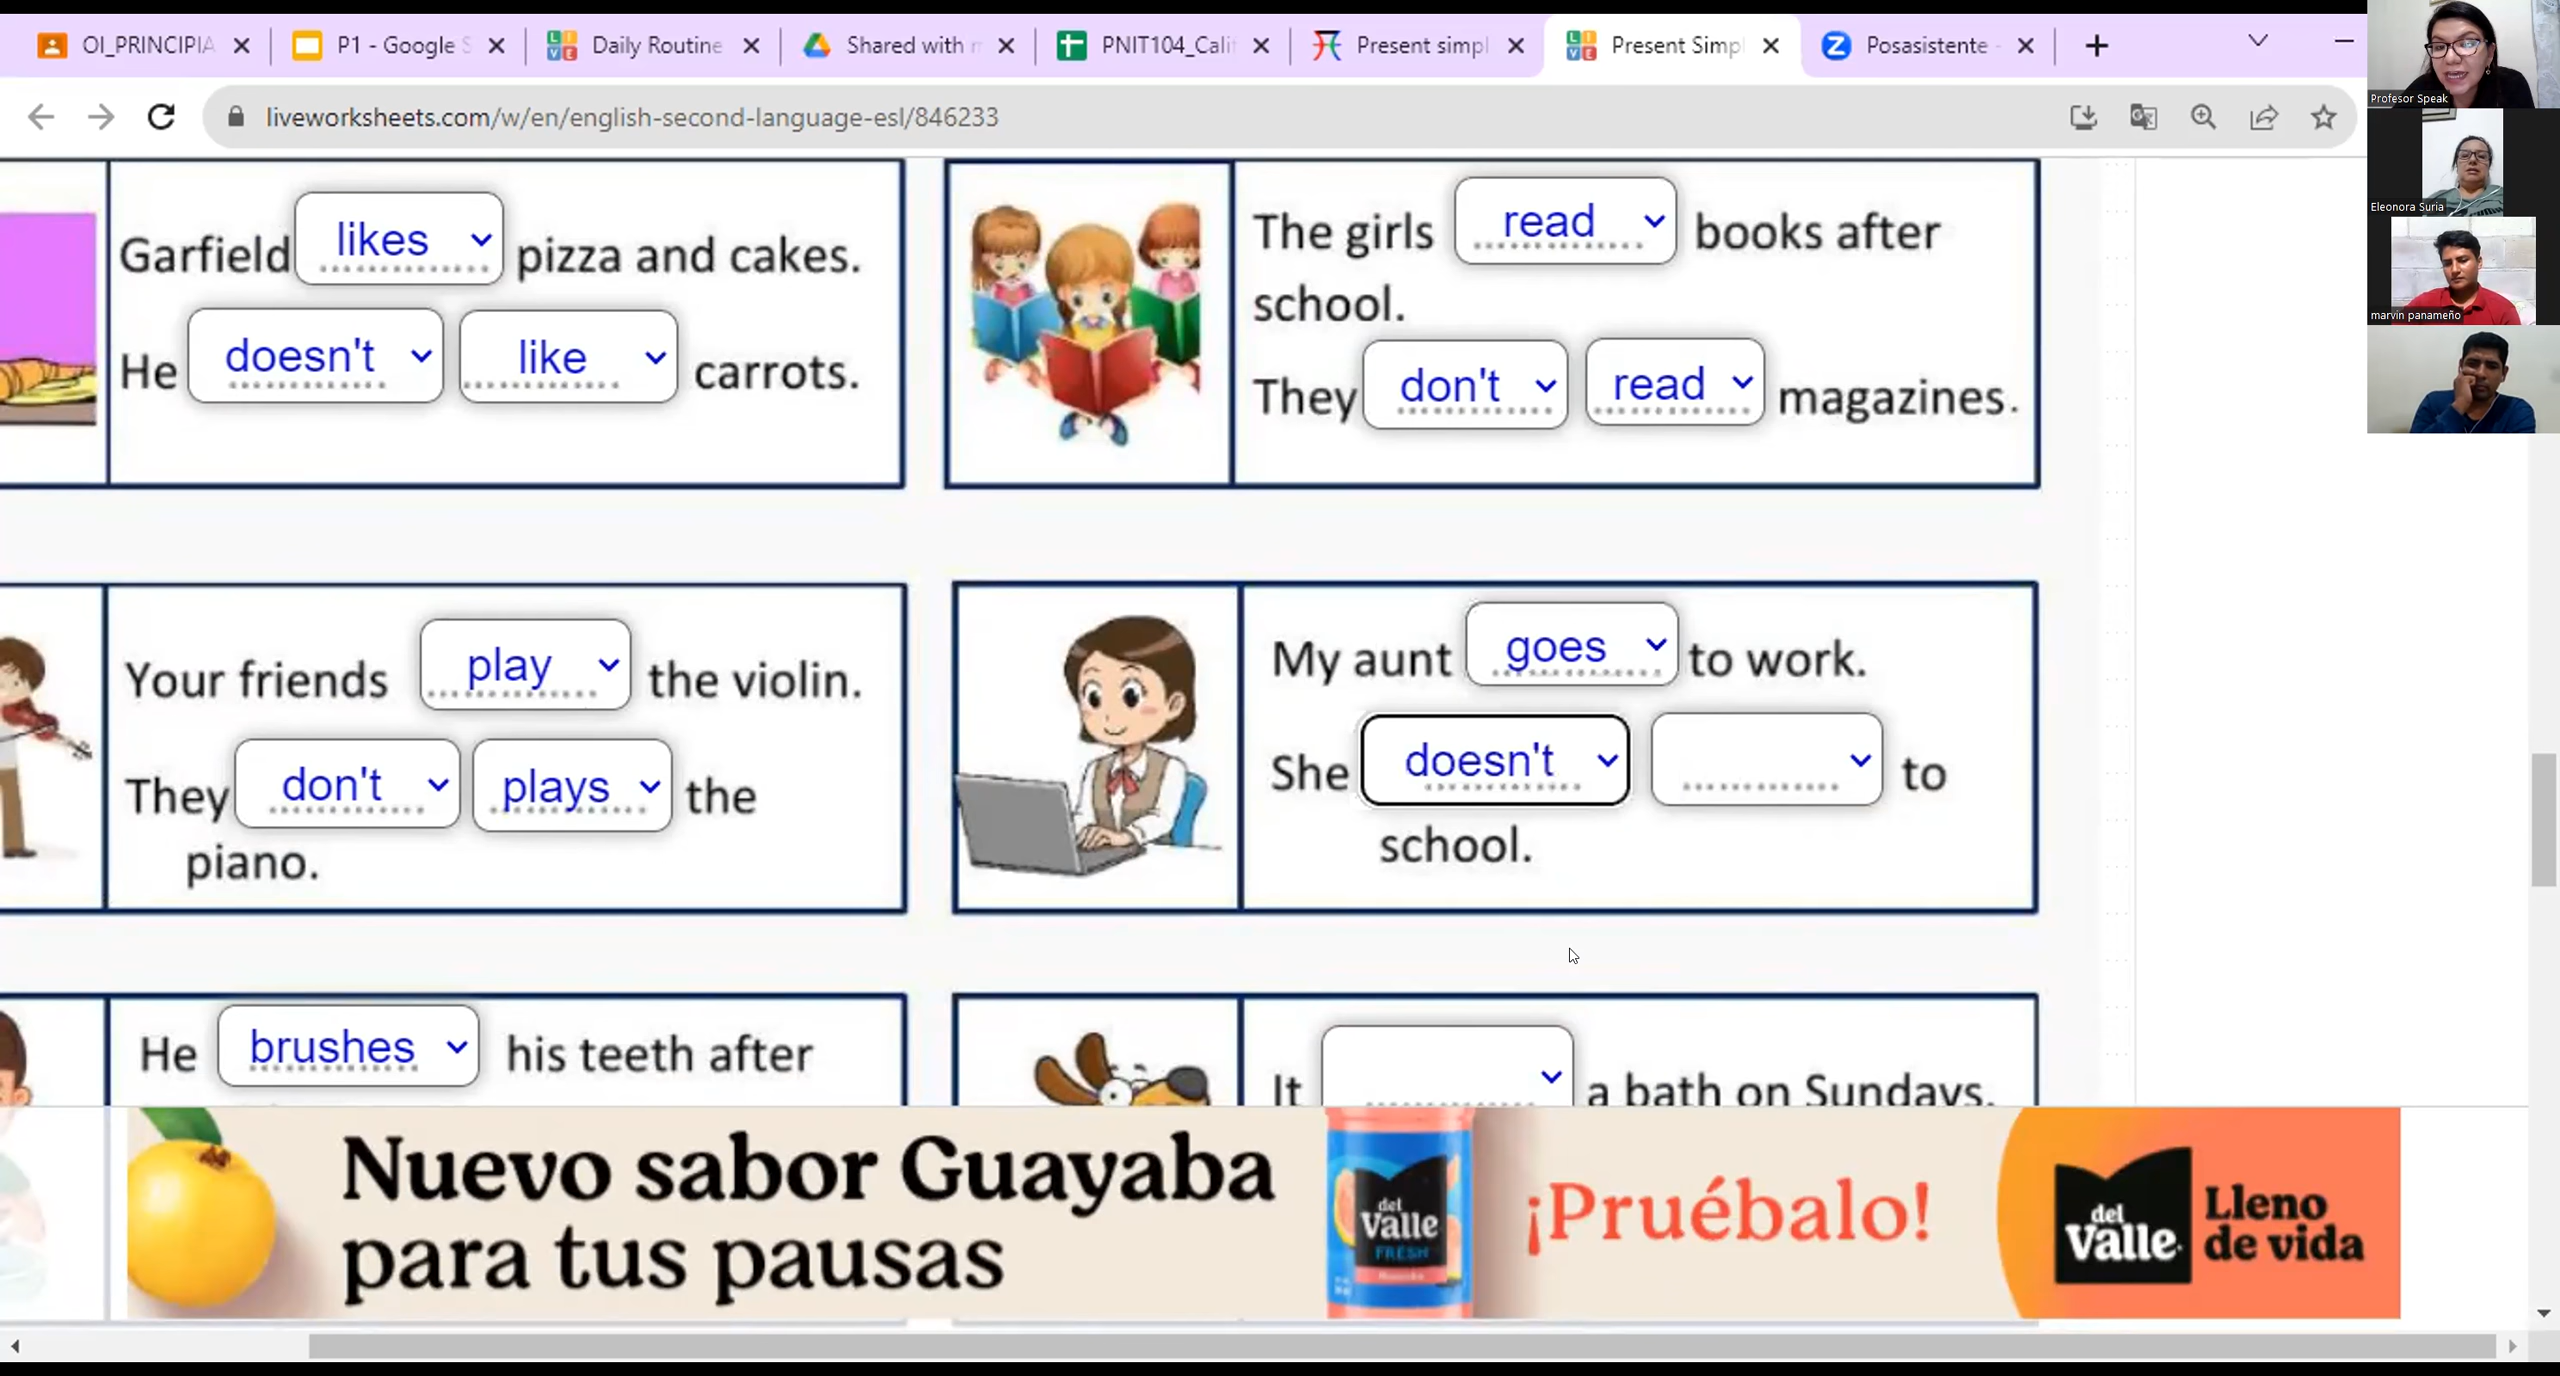 OI_PRINCIPIA
P1 - Google S
Daily Routine
Shared with m
PNIT104_Cali
Present simpl
Present Simpl
Posasistente -
liveworksheets.com/w/en/english-second-language-esl/846233
Profesor Speak
Eleonora Suria
marvin panameño
Garfield likes pizza and cakes.
He doesn't like carrots.
The girls read books after
school.
They don't read magazines.
Your friends play the violin.
They don't plays the
piano.
My aunt goes to work.
She doesn't to
school.
He brushes his teeth after
It a bath on Sundays.
Nuevo sabor Guayaba
para tus pausas
del
Valle
FRESH
¡Pruébalo!
del
Valle
Lleno
de vida